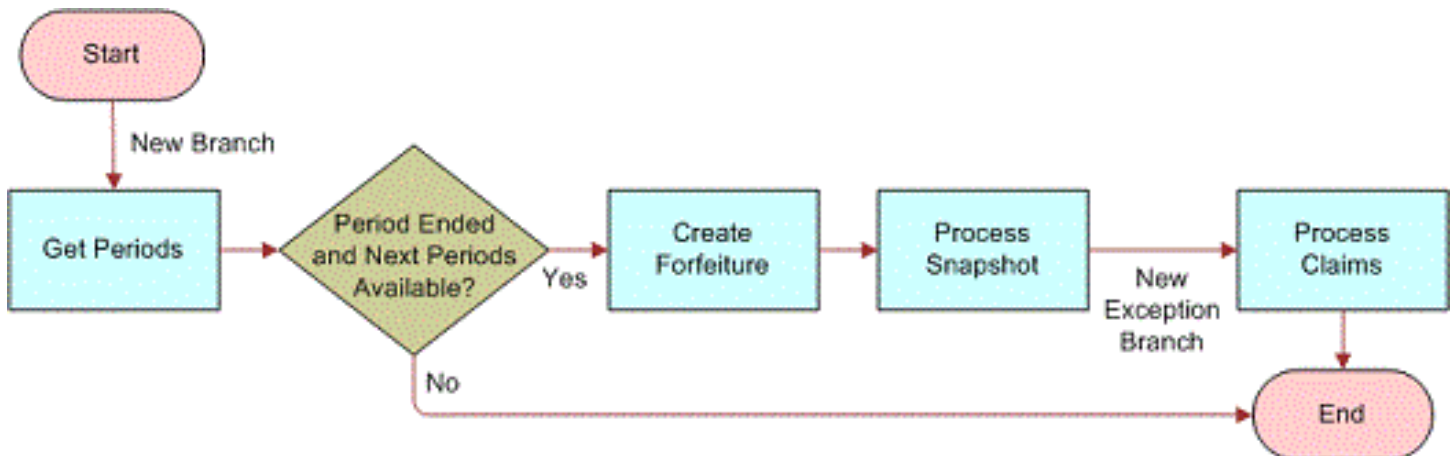 Start
New Branch
Get Periods
Period Ended
and Next Periods
Available?
Yes
No
Create
Forfeiture
Process
Snapshot
New
Exception
Branch
Process
Claims
End